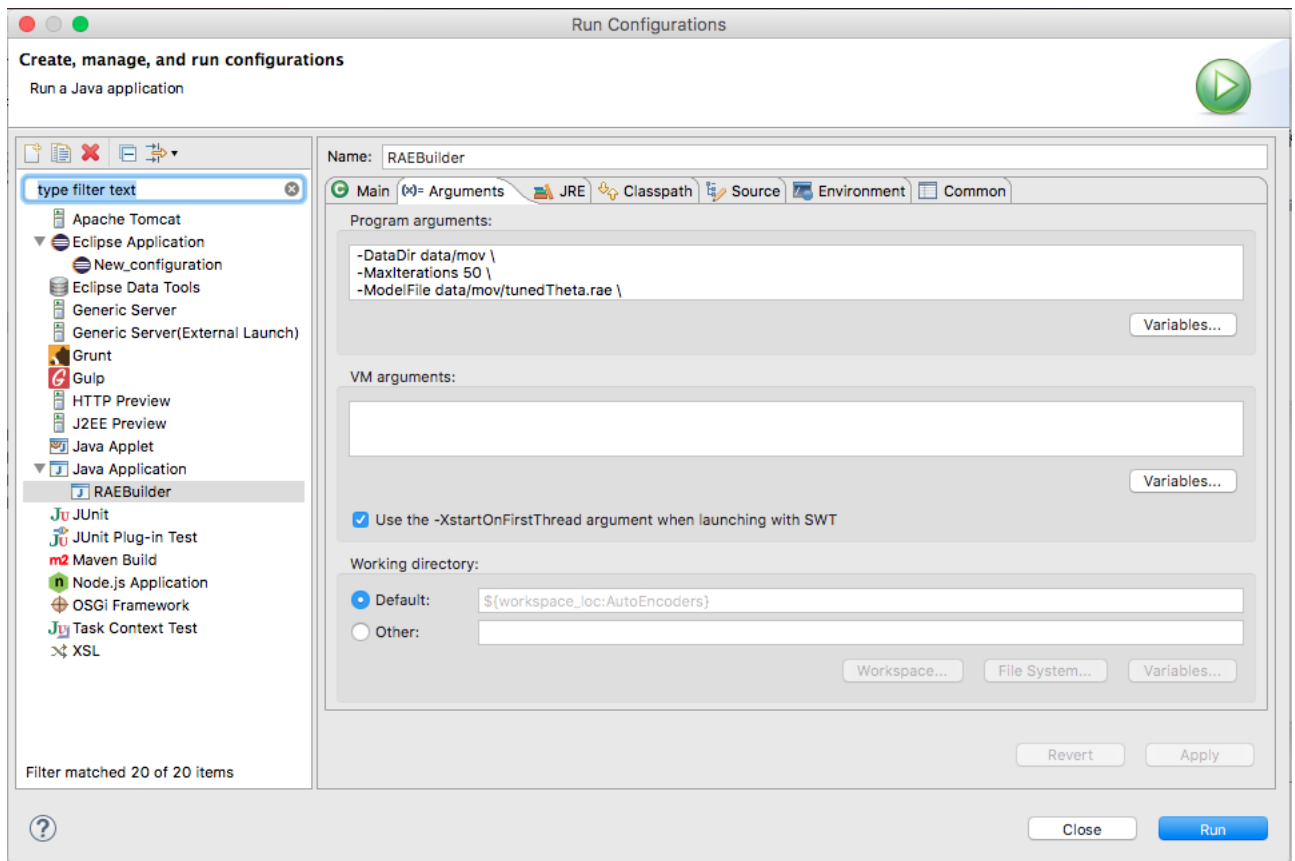 Run Configurations
Create, manage, and run configurations
Run a Java application
type filter text
Apache Tomcat
Eclipse Application
New_configuration
Eclipse Data Tools
Generic Server
Generic Server(External Launch)
Grunt
Gulp
HTTP Preview
J2EE Preview
Java Applet
Java Application
RAEBuilder
JUnit
JUnit Plug-in Test
m2 Maven Build
Node.js Application
OSGi Framework
Task Context Test
XSL
Filter matched 20 of 20 items
Name: RAEBuilder
Main (x)= Arguments JRE Classpath Source Environment Common
Program arguments:
-DataDir data/mov \
-MaxIterations 50 \
-ModelFile data/mov/tunedTheta.rae \
Variables...
VM arguments:
Variables...
Use the -XstartOnFirstThread argument when launching with SWT
Working directory:
Default: ${workspace_loc:AutoEncoders}
Other:
Workspace... File System... Variables...
Revert Apply
? Close Run